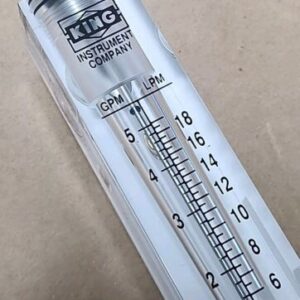 KING
INSTRUMENT
COMPANY
GPM LPM
5 18
16
4 14
12
3 10
8
2 6